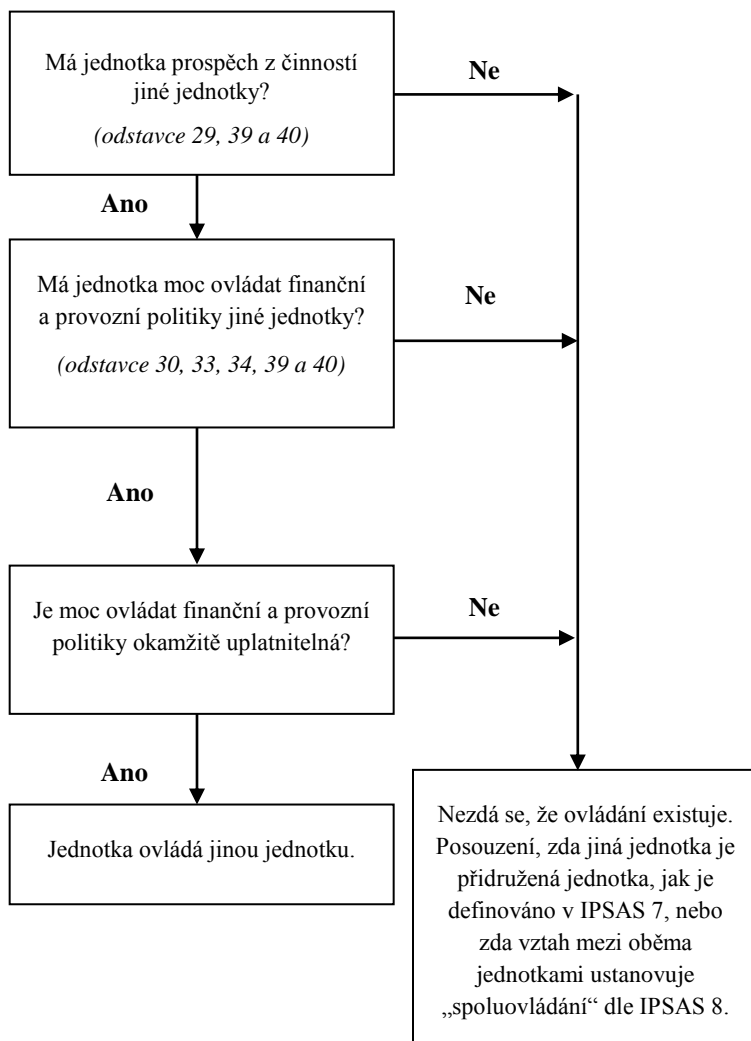 Má jednotka prospěch z činností
jiné jednotky?
(odstavce 29, 39 a 40)
Ne
Ano
Má jednotka moc ovládat finanční
a provozní politiky jiné jednotky?
(odstavce 30, 33, 34, 39 a 40)
Ne
Ano
Je moc ovládat finanční a provozní
politiky okamžitě uplatnitelná?
Ne
Ano
Jednotka ovládá jinou jednotku.
Nezdá se, že ovládání existuje.
Posouzení, zda jiná jednotka je
přidružená jednotka, jak je
definováno v IPSAS 7, nebo
zda vztah mezi oběma
jednotkami ustanovuje
„spoluovládání“ dle IPSAS 8.